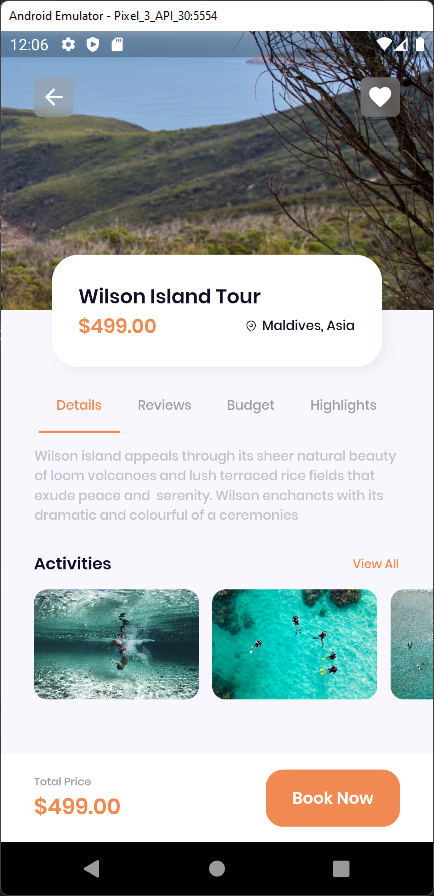 Android Emulator - Pixel_3_API_30:5554
12:06
Wilson Island Tour
$499.00
Maldives, Asia
Details Reviews Budget Highlights
Wilson island appeals through its sheer natural beauty
of loom volcanoes and lush terraced rice fields that
exude peace and  serenity. Wilson enchancts with its
dramatic and colourful of a ceremonies
Activities
View All
Total Price
$499.00
Book Now